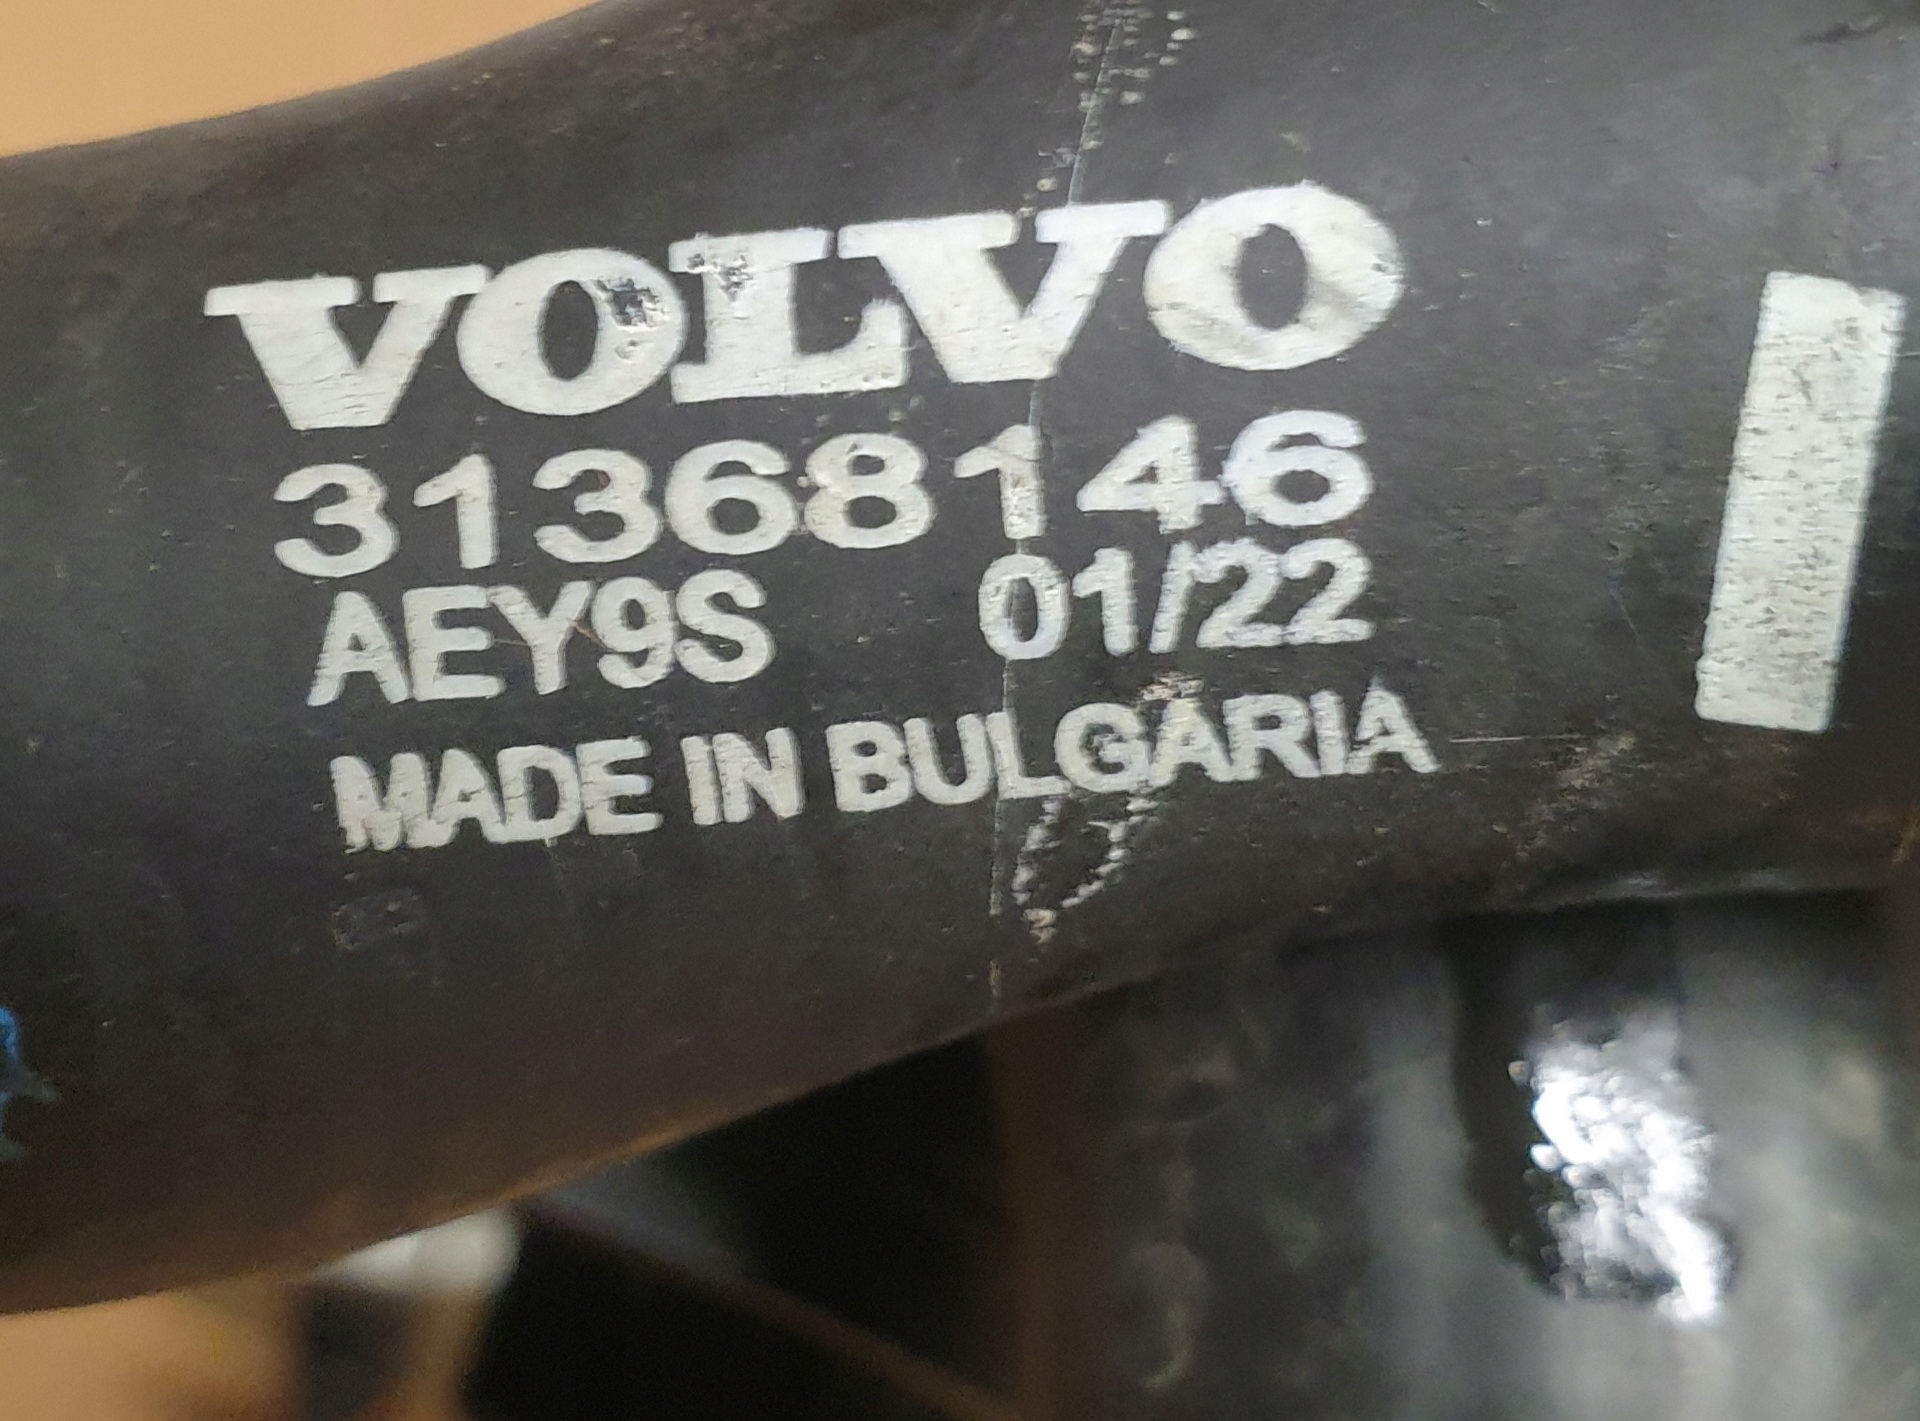 VOLVO
31368146
AEY9S 01/22
MADE IN BULGARIA